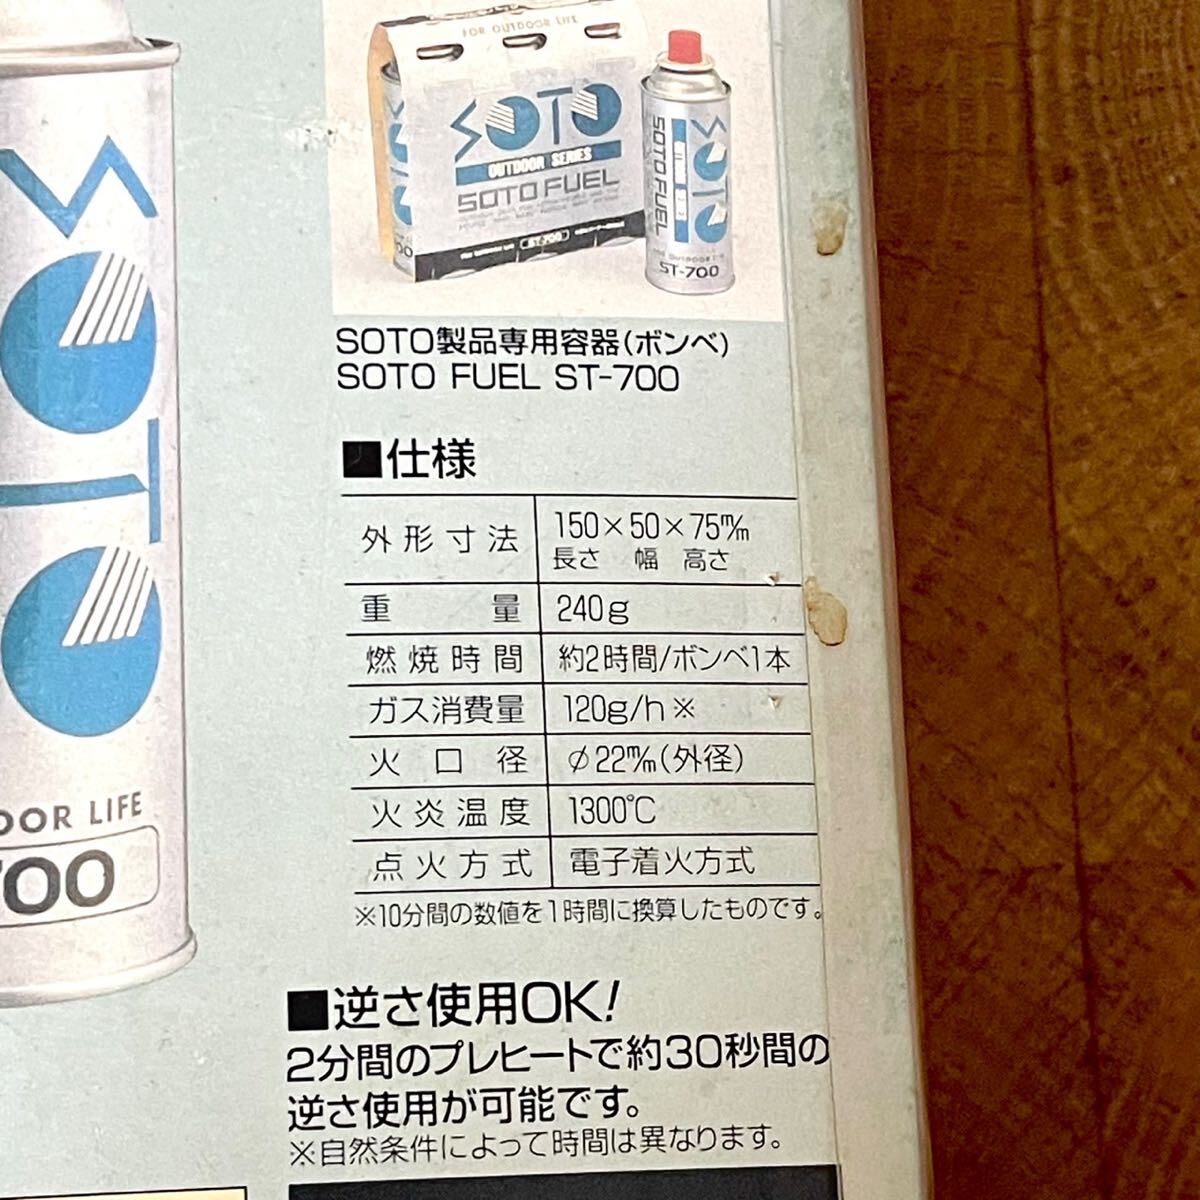 FOR OUTDOOR LIFE
SOTO
OUTDOOR SERIES
SOTO FUEL
ST-700
SOTO
SOTO FUEL
ST-700
SOTO
OOR LIFE
700
SOTO製品専用容器(ボンベ)
SOTO FUEL ST-700
■仕様
外形寸法 150×50×75㎜
長さ 幅 高さ
重量 240g
燃焼時間 約2時間/ボンベ1本
ガス消費量 120g/h※
火口径 φ22㎜(外径)
火炎温度 1300℃
点火方式 電子着火方式
※10分間の数値を1時間に換算したものです。
■逆さ使用OK!
2分間のプレヒートで約30秒間の
逆さ使用が可能です。
※自然条件によって時間は異なります。